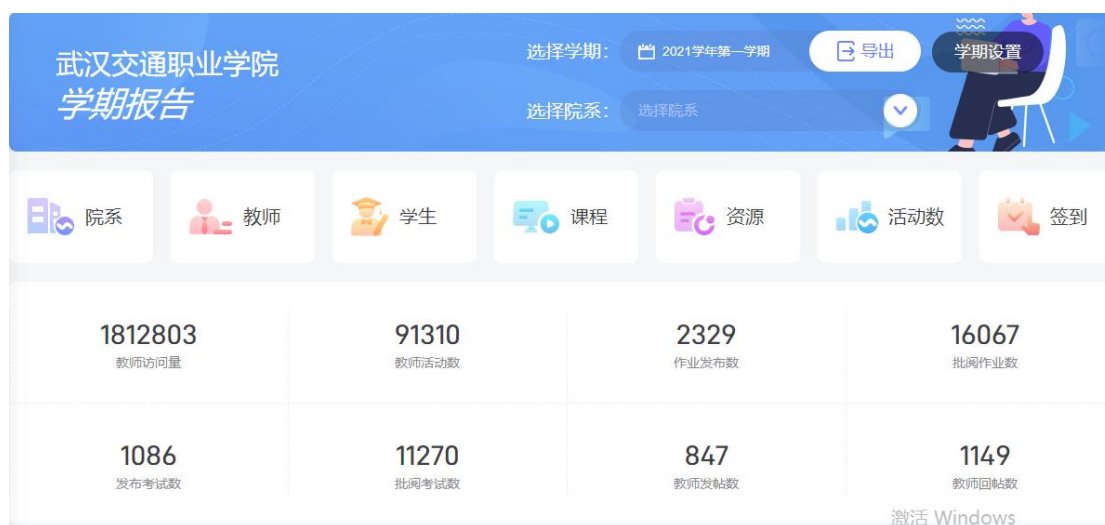 武汉交通职业学院
学期报告
选择学期： 2021学年第一学期 导出 学期设置
选择院系： 选择院系
院系 教师 学生 课程 资源 活动数 签到
1812803 91310 2329 16067
教师访问量 教师活动数 作业发布数 批阅作业数
1086 11270 847 1149
发布考试数 批阅考试数 教师发帖数 教师回帖数
激活 Windows